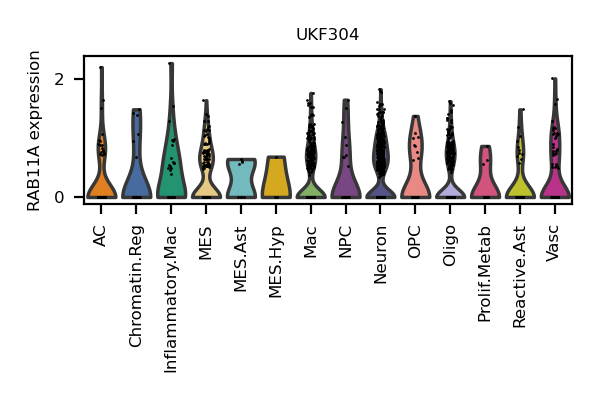 UKF304
RAB11A expression
2
0
AC
Chromatin.Reg
Inflammatory.Mac
MES
MES.Ast
MES.Hyp
Mac
NPC
Neuron
OPC
Oligo
Prolif.Metab
Reactive.Ast
Vasc